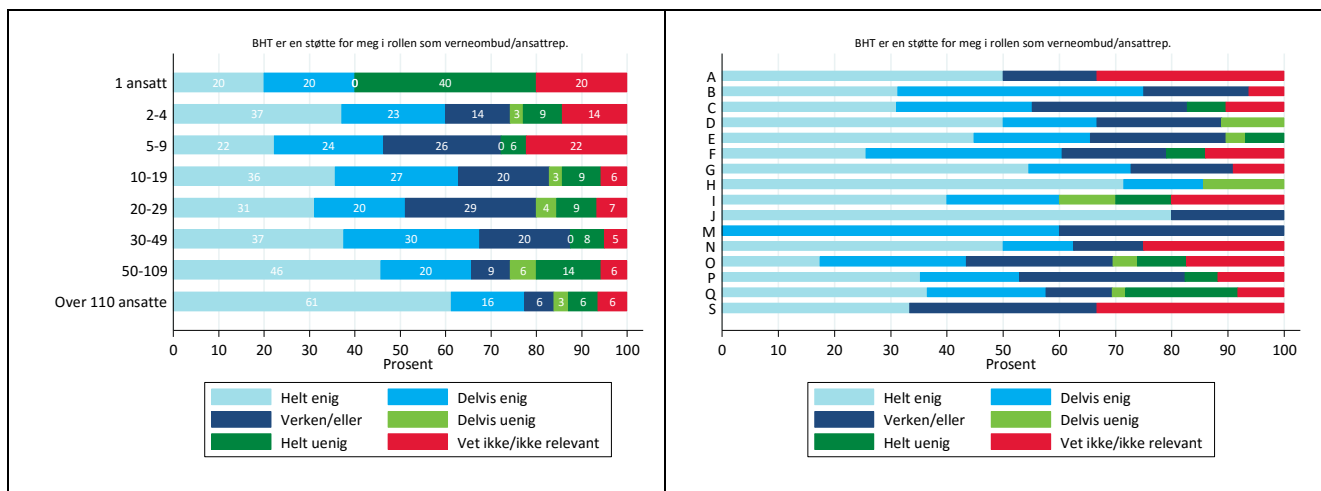 BHT er en støtte for meg i rollen som verneombud/ansattrep.
1 ansatt 20 20 0 40 20
2-4 37 23 14 3 9 14
5-9 22 24 26 0 6 22
10-19 36 27 20 3 9 6
20-29 31 20 29 4 9 7
30-49 37 30 20 0 8 5
50-109 46 20 9 6 14 6
Over 110 ansatte 61 16 6 3 6 6
0 10 20 30 40 50 60 70 80 90 100
Prosent
Helt enig Delvis enig
Verken/eller Delvis uenig
Helt uenig Vet ikke/ikke relevant
BHT er en støtte for meg i rollen som verneombud/ansattrep.
A
B
C
D
E
F
G
H
I
J
M
N
O
P
Q
S
0 10 20 30 40 50 60 70 80 90 100
Prosent
Helt enig Delvis enig
Verken/eller Delvis uenig
Helt uenig Vet ikke/ikke relevant